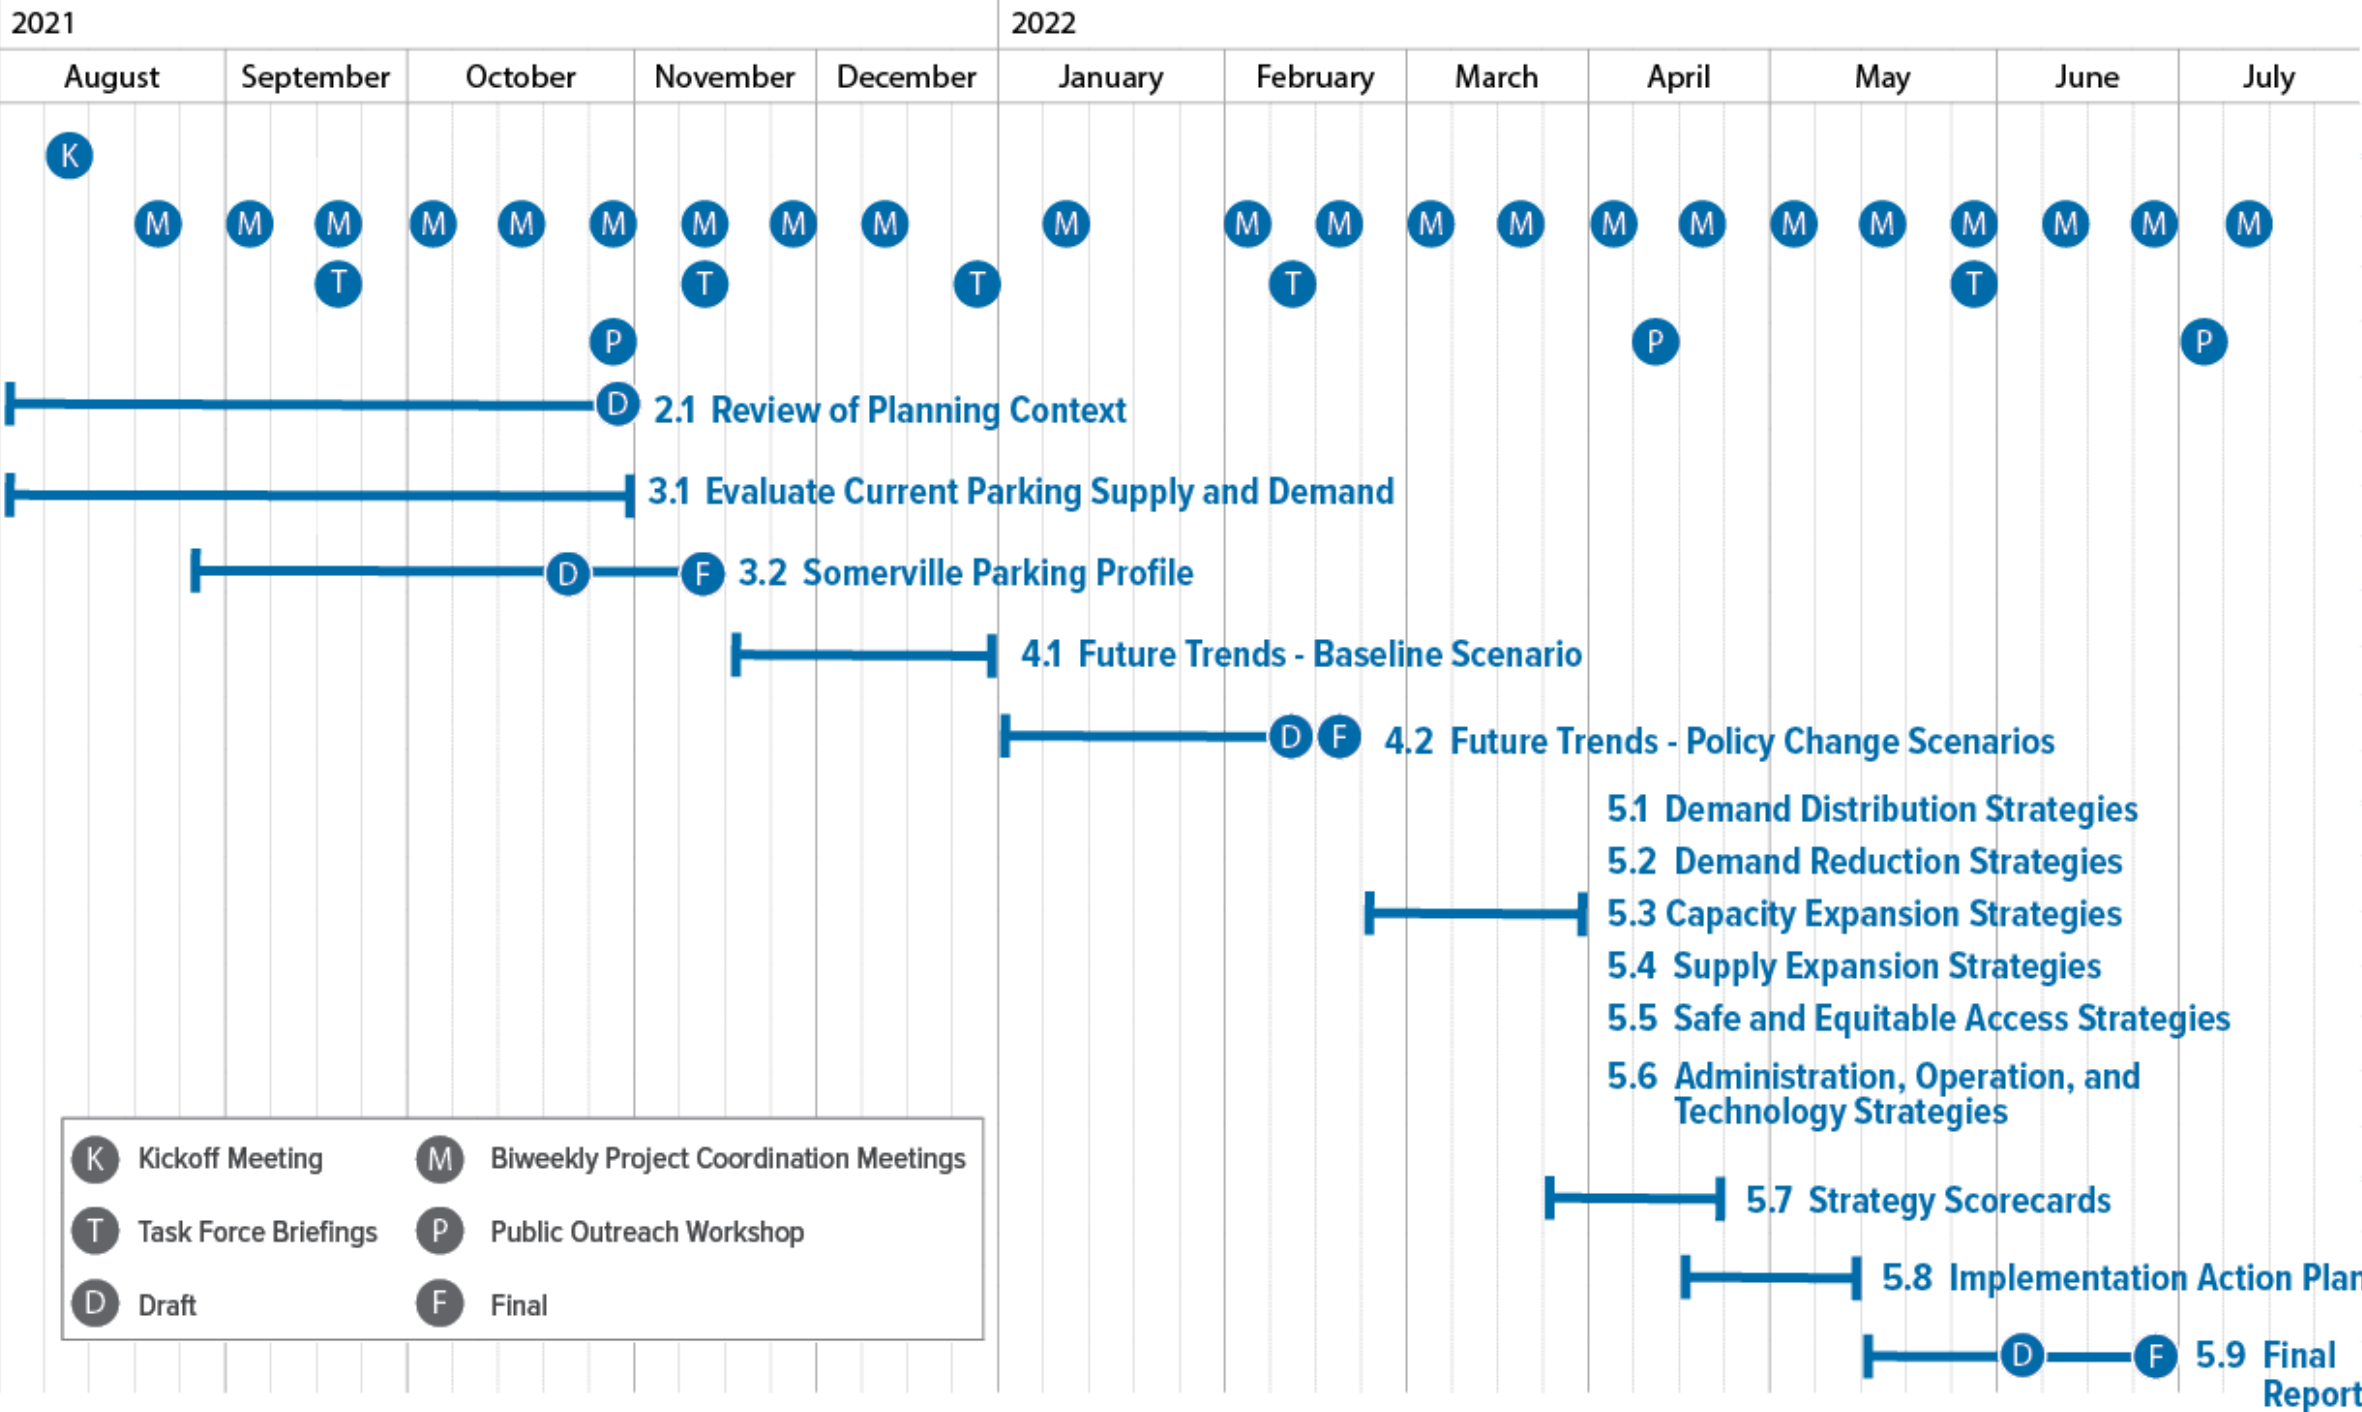 2021 2022
August September October November December January February March April May June July
K
M M M M M M M M M M M M M M M M M M M M M M
T T T T T
P P P
D 2.1 Review of Planning Context
3.1 Evaluate Current Parking Supply and Demand
D F 3.2 Somerville Parking Profile
4.1 Future Trends - Baseline Scenario
D F 4.2 Future Trends - Policy Change Scenarios
5.1 Demand Distribution Strategies
5.2 Demand Reduction Strategies
5.3 Capacity Expansion Strategies
5.4 Supply Expansion Strategies
5.5 Safe and Equitable Access Strategies
5.6 Administration, Operation, and
Technology Strategies
K Kickoff Meeting M Biweekly Project Coordination Meetings
T Task Force Briefings P Public Outreach Workshop
D Draft F Final
5.7 Strategy Scorecards
5.8 Implementation Action Plan
D F 5.9 Final
Report